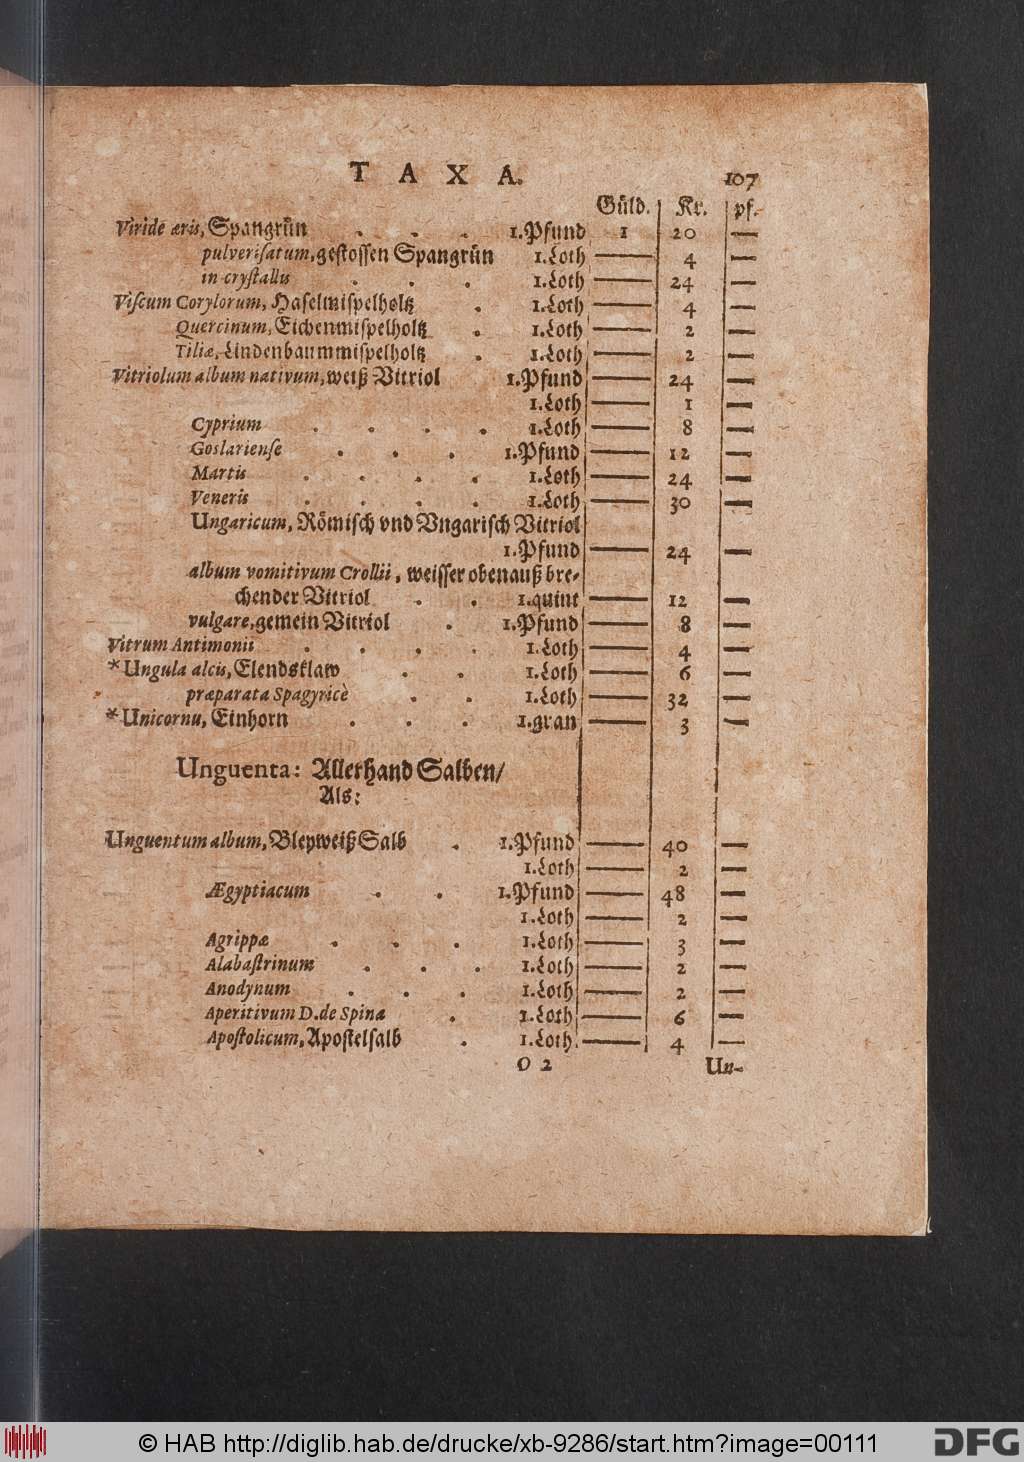 TAXA. 107
Güld. Kr. pf.
Viride æris, Spangrün . . . 1. Pfund 1 20 —
pulverisatum, gestossen Spangrün 1. Loth — 4 —
in crystallis . . . 1. Loth — 24 —
Viscum Corylorum, Haselmispelholtz . 1. Loth — 4 —
Quercinum, Eichenmispelholtz . 1. Loth — 2 —
Tiliæ, Lindenbaummispelholtz . 1. Loth — 2 —
Vitriolum album nativum, weiß Vitriol 1. Pfund — 24 —
1. Loth — 1 —
Cyprium . . . . 1. Loth — 8 —
Goslariense . . . 1. Pfund — 12 —
Martis . . . . 1. Loth — 24 —
Veneris . . . . 1. Loth — 30 —
Ungaricum, Römisch vnd Vngarisch Vitriol
1. Pfund — 24 —
album vomitivum Crollii, weisser obenauß bre-
chender Vitriol . . 1. quint — 12 —
vulgare, gemein Vitriol . 1. Pfund — 8 —
Vitrum Antimonii . . . . 1. Loth — 4 —
*Ungula alcis, Elendsklaw . . 1. Loth — 6 —
præparata Spagyricè . . 1. Loth — 32 —
*Unicornu, Einhorn . . . 1. gran — 3 —
Unguenta: Allerhand Salben/
Als:
Unguentum album, Bleyweiß Salb . 1. Pfund — 40 —
1. Loth — 2 —
Ægyptiacum . . 1. Pfund — 48 —
1. Loth — 2 —
Agrippæ . . . 1. Loth — 3 —
Alabastrinum . . . 1. Loth — 2 —
Anodynum . . . 1. Loth — 2 —
Aperitivum D. de Spina . 1. Loth — 6 —
Apostolicum, Apostelsalb . 1. Loth. — 4 —
O 2 Un-
© HAB http://diglib.hab.de/drucke/xb-9286/start.htm?image=00111 DFG